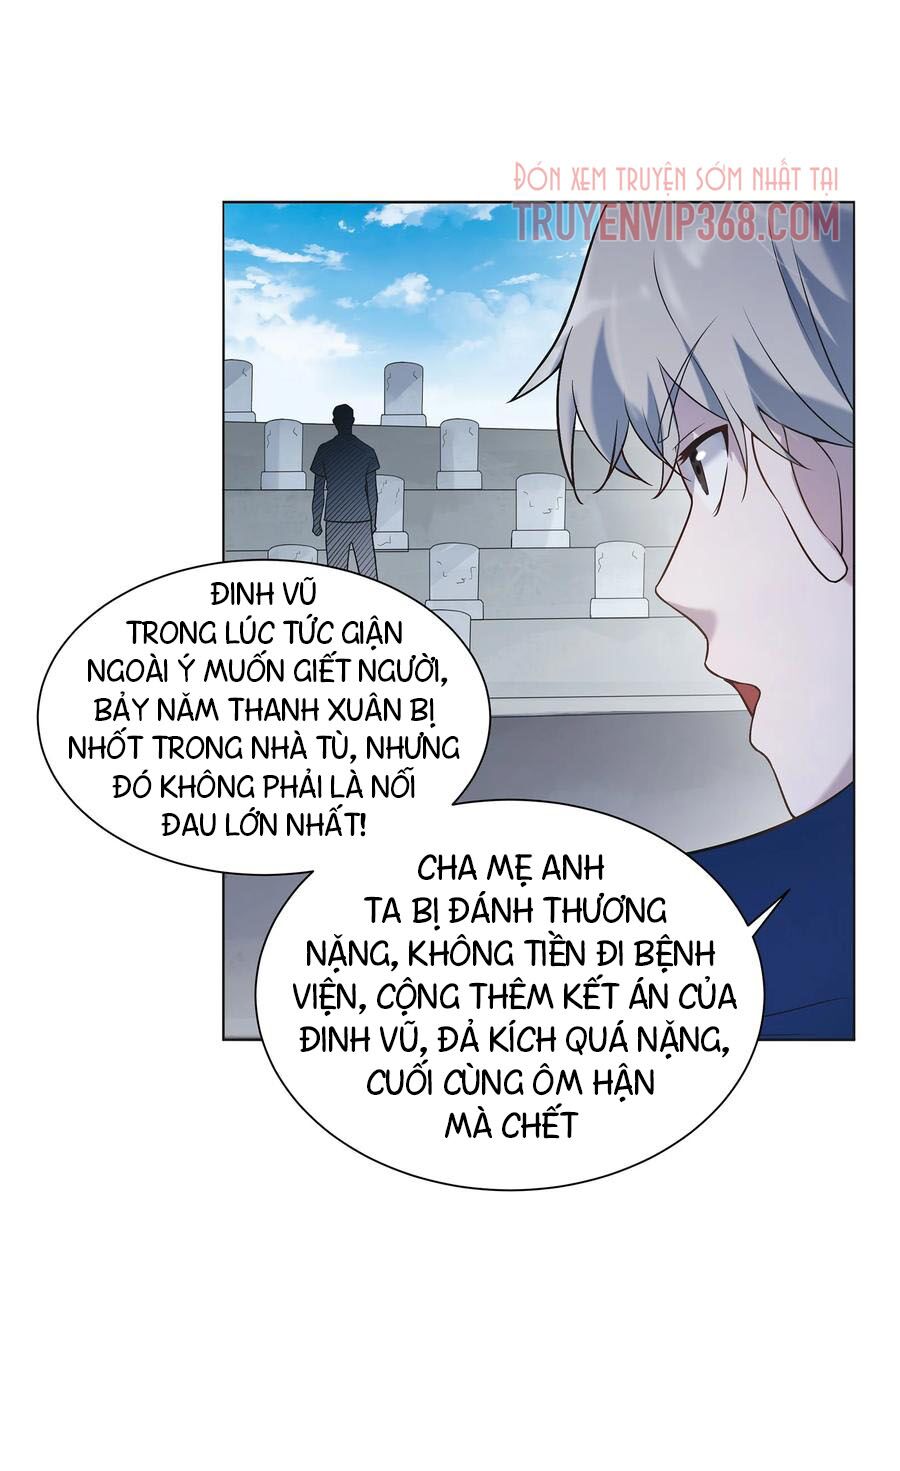 ĐÓN XEM TRUYỆN SỚM NHẤT TẠI
TRUYENVIP368.COM
ĐINH VŨ
TRONG LÚC TỨC GIẬN
NGOÀI Ý MUỐN GIẾT NGƯỜI,
BẢY NĂM THANH XUÂN BỊ
NHỐT TRONG NHÀ TÙ, NHƯNG
ĐÓ KHÔNG PHẢI LÀ NỖI
ĐAU LỚN NHẤT!
CHA MẸ ANH
TA BỊ ĐÁNH THƯƠNG
NẶNG, KHÔNG TIỀN ĐI BỆNH
VIỆN, CỘNG THÊM KẾT ÁN CỦA
ĐINH VŨ, ĐẢ KÍCH QUÁ NẶNG,
CUỐI CÙNG ÔM HẬN
MÀ CHẾT